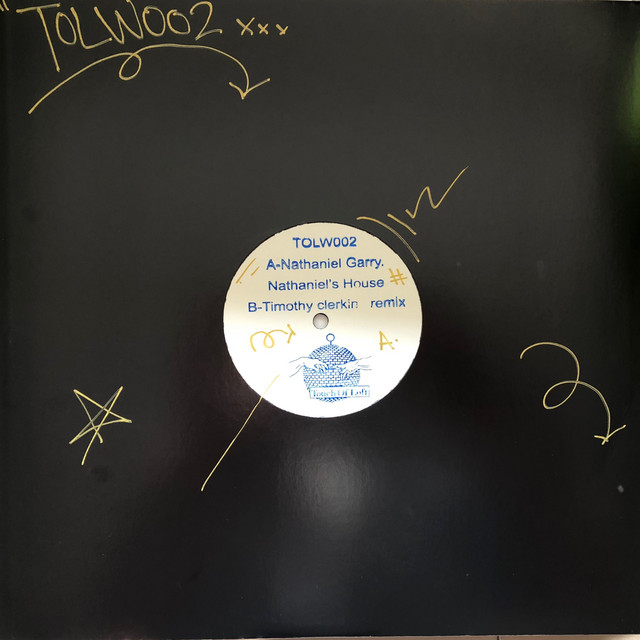 TOLW002 xxx
TOLW002
A-Nathaniel Garry.
Nathaniel's House #
B-Timothy clerkin remix
A.
Touch Of Loft